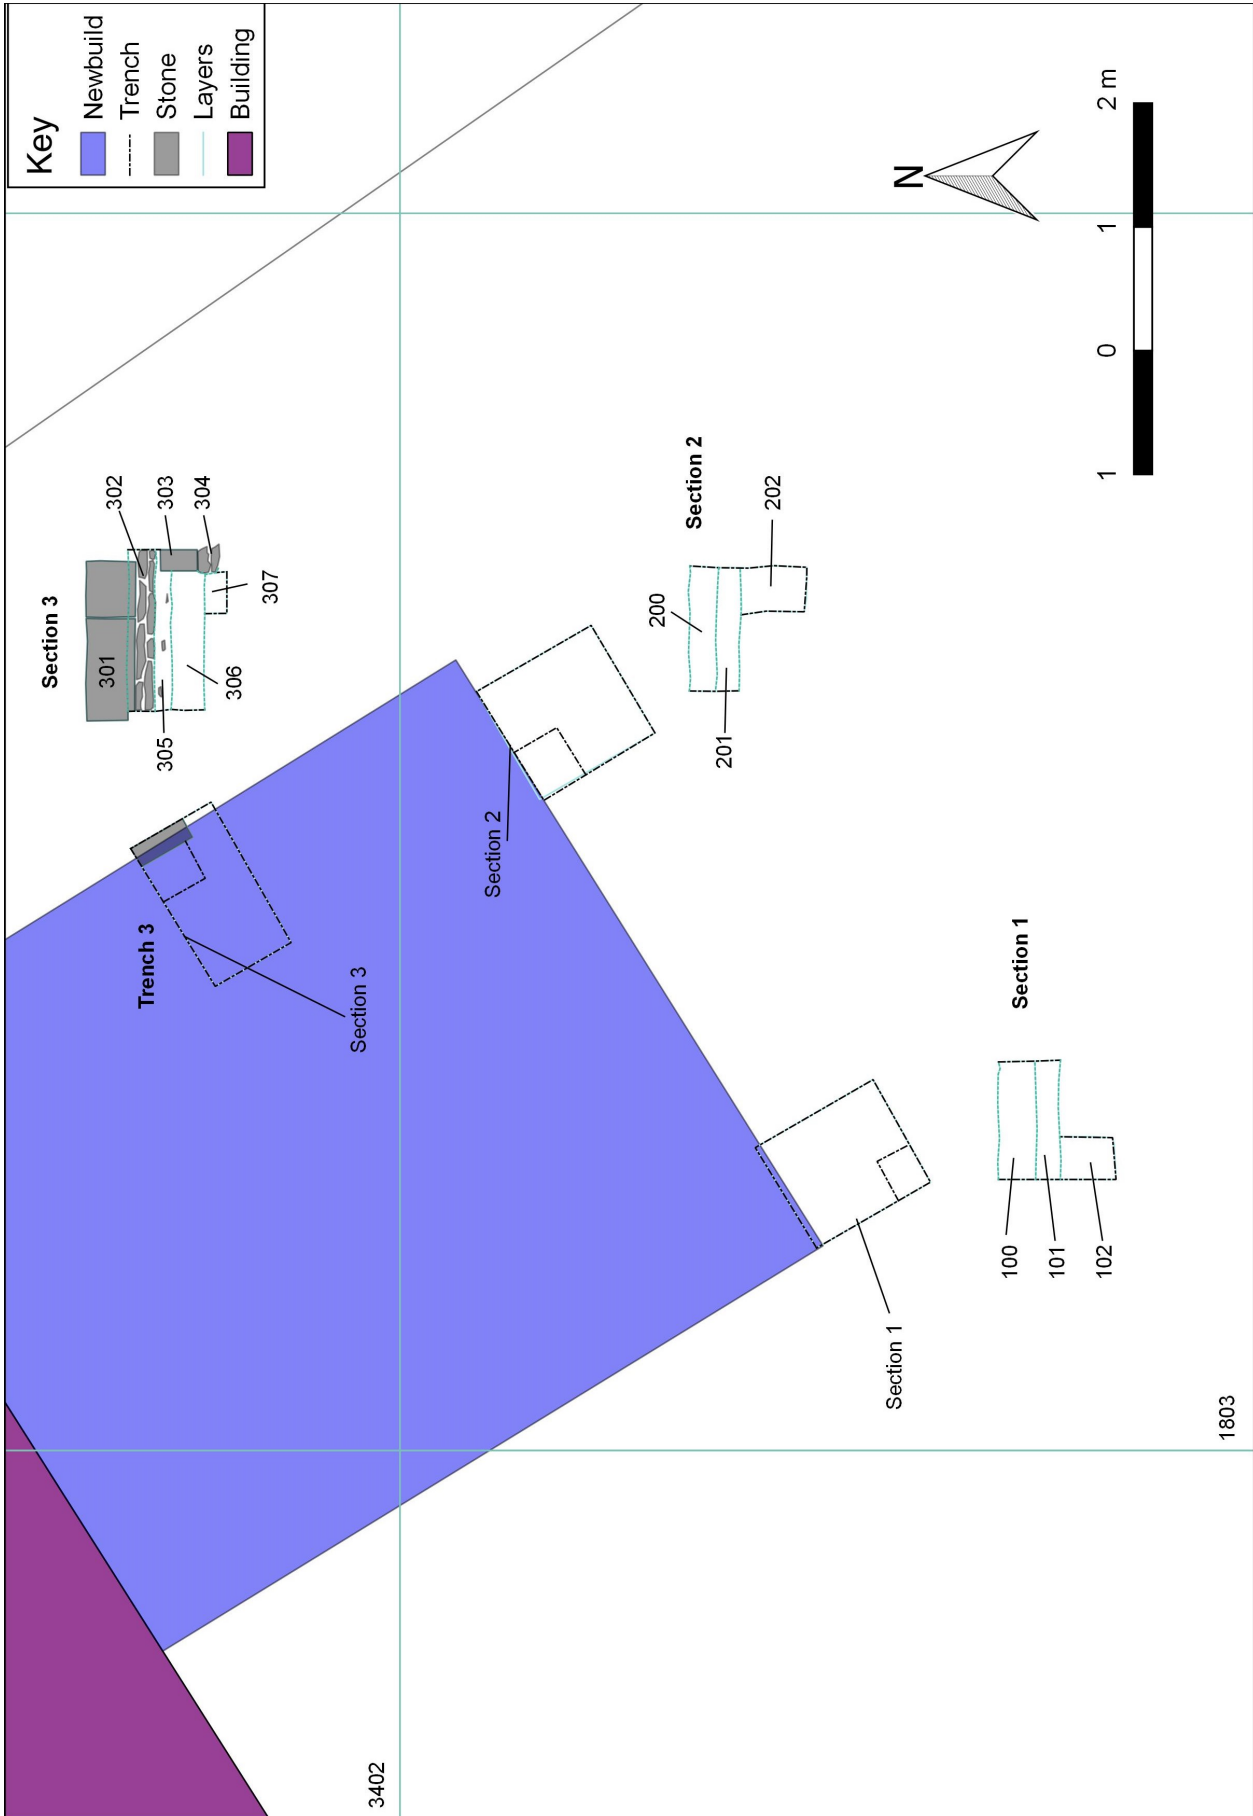 Key
Newbuild
Trench
Stone
Layers
Building
Section 3
301
302
303
304
305
306
307
Trench 3
Section 3
Section 2
Section 2
200
201
202
Section 1
Section 1
100
101
102
N
1 0 1 2 m
3402
1803